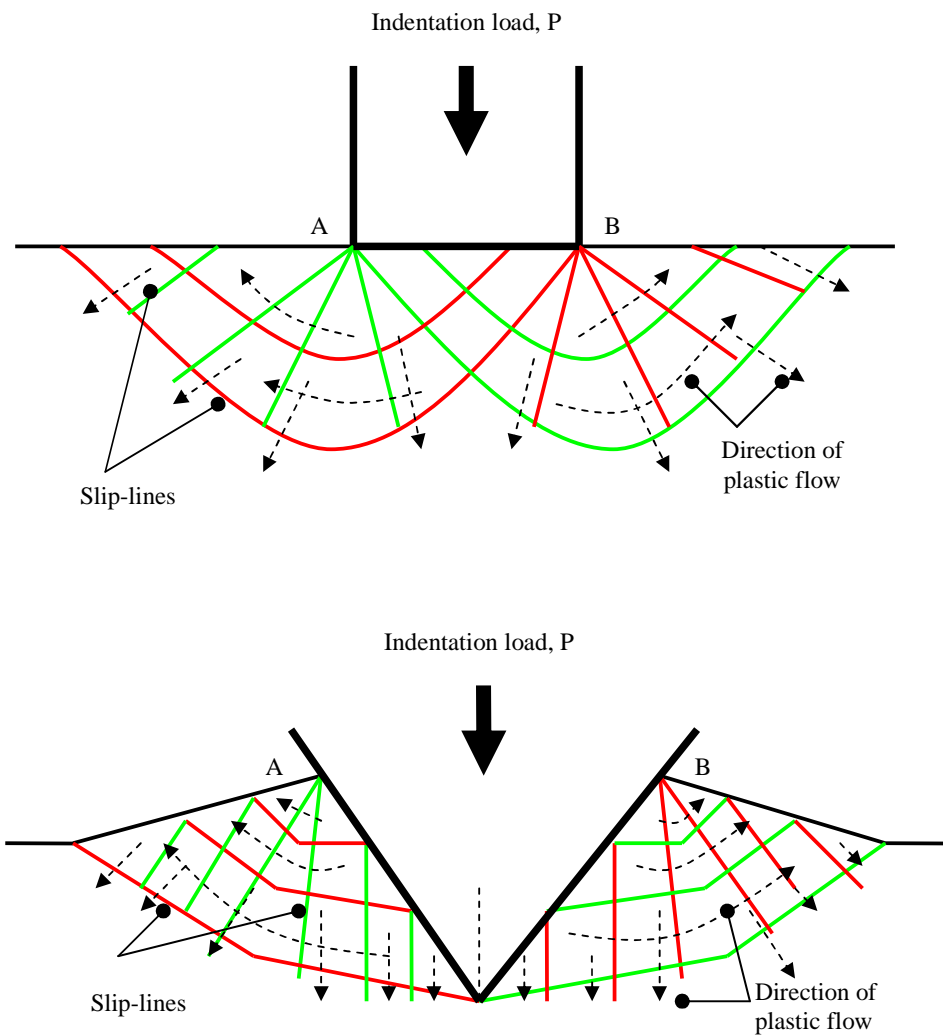 Indentation load, P
A
B
Slip-lines
Direction of
plastic flow
Indentation load, P
A
B
Slip-lines
Direction of
plastic flow